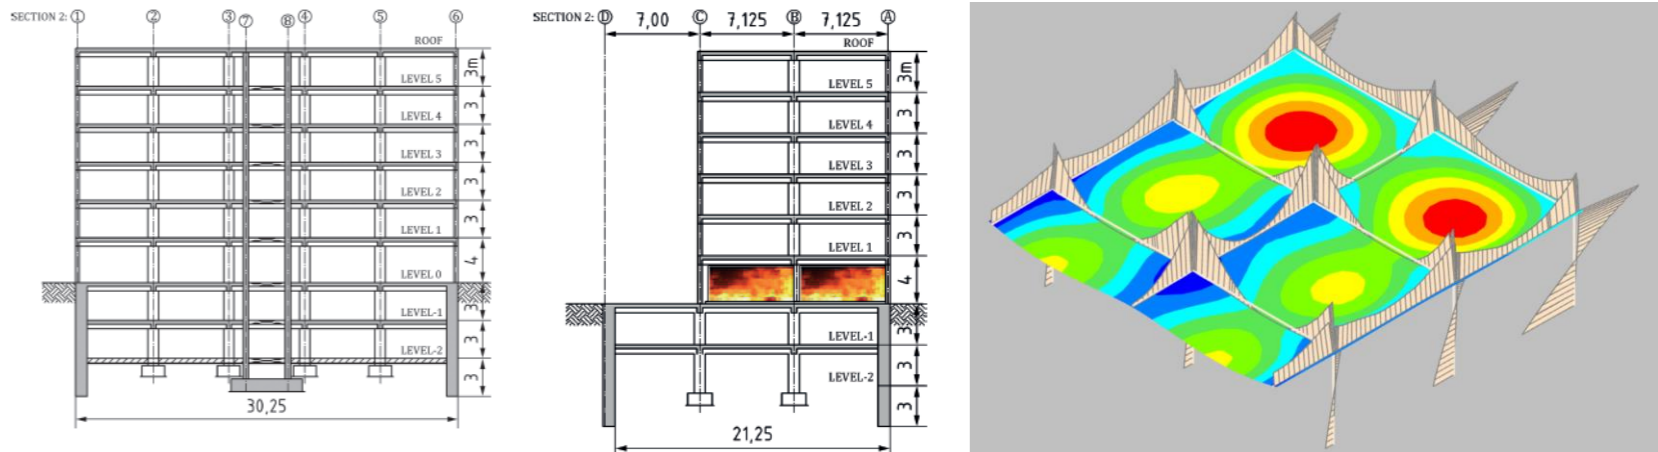 SECTION 2: 1 2 3 7 8 4 5 6
ROOF
3m
LEVEL 5
3
LEVEL 4
3
LEVEL 3
3
LEVEL 2
3
LEVEL 1
4
LEVEL 0
3
LEVEL-1
3
LEVEL-2
3
30,25
SECTION 2: D 7,00 C 7,125 B 7,125 A
ROOF
3m
LEVEL 5
3
LEVEL 4
3
LEVEL 3
3
LEVEL 2
3
LEVEL 1
4
3
LEVEL-1
3
LEVEL-2
3
21,25